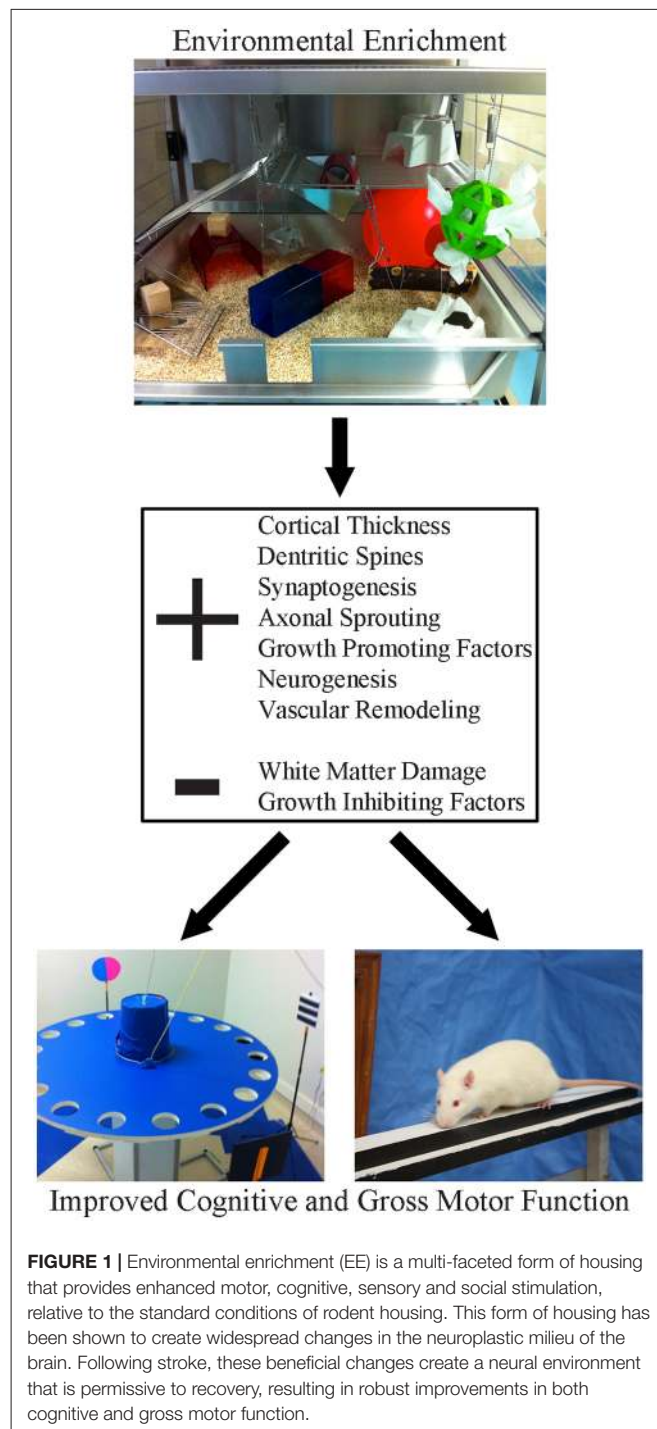 Environmental Enrichment
Cortical Thickness
Dentritic Spines
Synaptogenesis
Axonal Sprouting
Growth Promoting Factors
Neurogenesis
Vascular Remodeling
White Matter Damage
Growth Inhibiting Factors
Improved Cognitive and Gross Motor Function
FIGURE 1 | Environmental enrichment (EE) is a multi-faceted form of housing
that provides enhanced motor, cognitive, sensory and social stimulation,
relative to the standard conditions of rodent housing. This form of housing has
been shown to create widespread changes in the neuroplastic milieu of the
brain. Following stroke, these beneficial changes create a neural environment
that is permissive to recovery, resulting in robust improvements in both
cognitive and gross motor function.